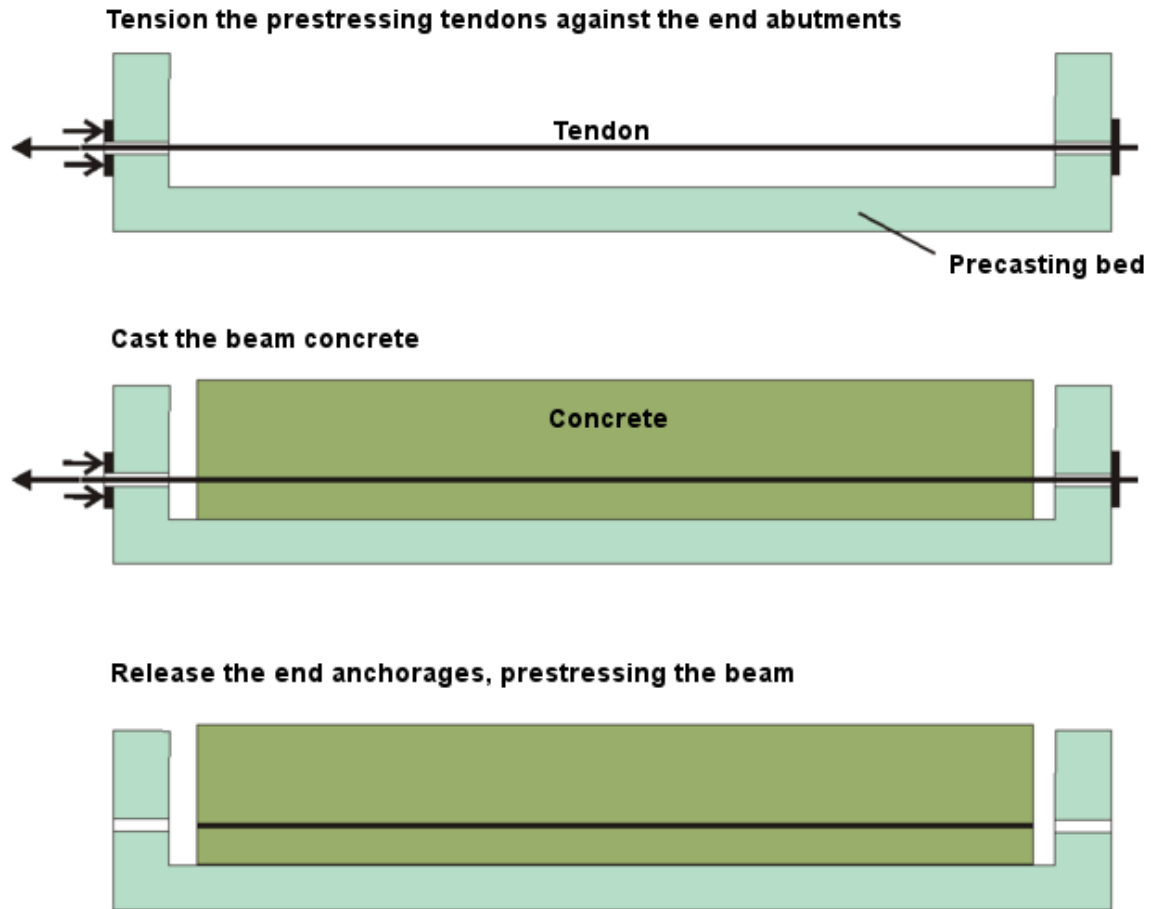 Tension the prestressing tendons against the end abutments
Tendon
Precasting bed
Cast the beam concrete
Concrete
Release the end anchorages, prestressing the beam